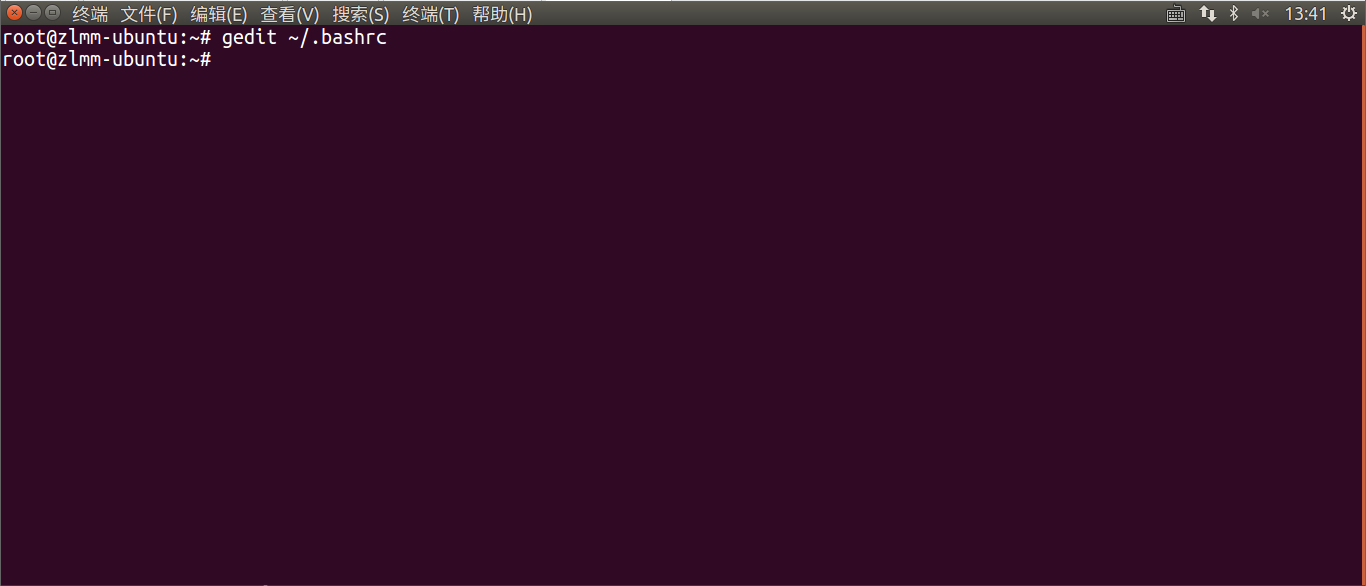 终端 文件(F) 编辑(E) 查看(V) 搜索(S) 终端(T) 帮助(H) 13:41
root@zlmm-ubuntu:~# gedit ~/.bashrc
root@zlmm-ubuntu:~#